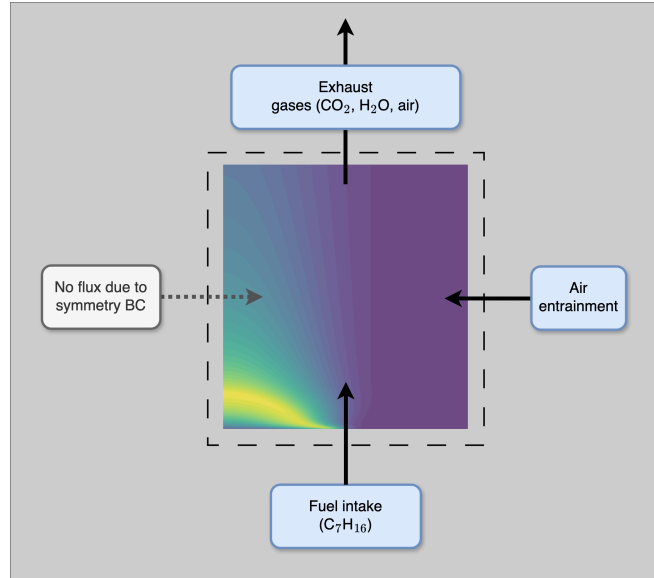 Exhaust
gases (CO₂, H₂O, air)
No flux due to
symmetry BC
Air
entrainment
Fuel intake
(C₇H₁₆)